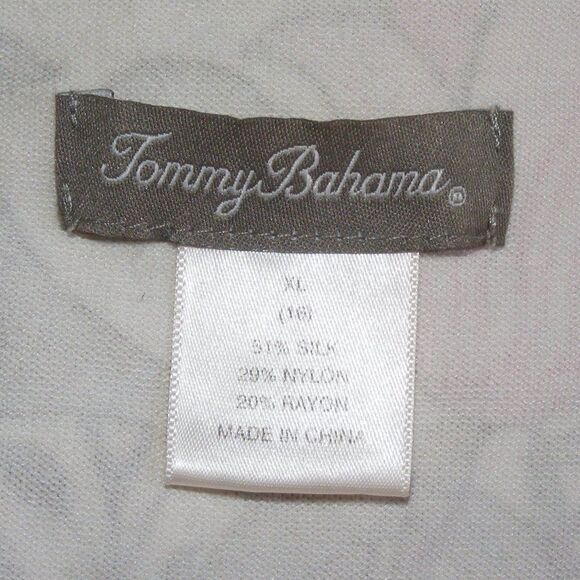 Tommy Bahama®
XL
(16)
51% SILK
29% NYLON
20% RAYON
MADE IN CHINA